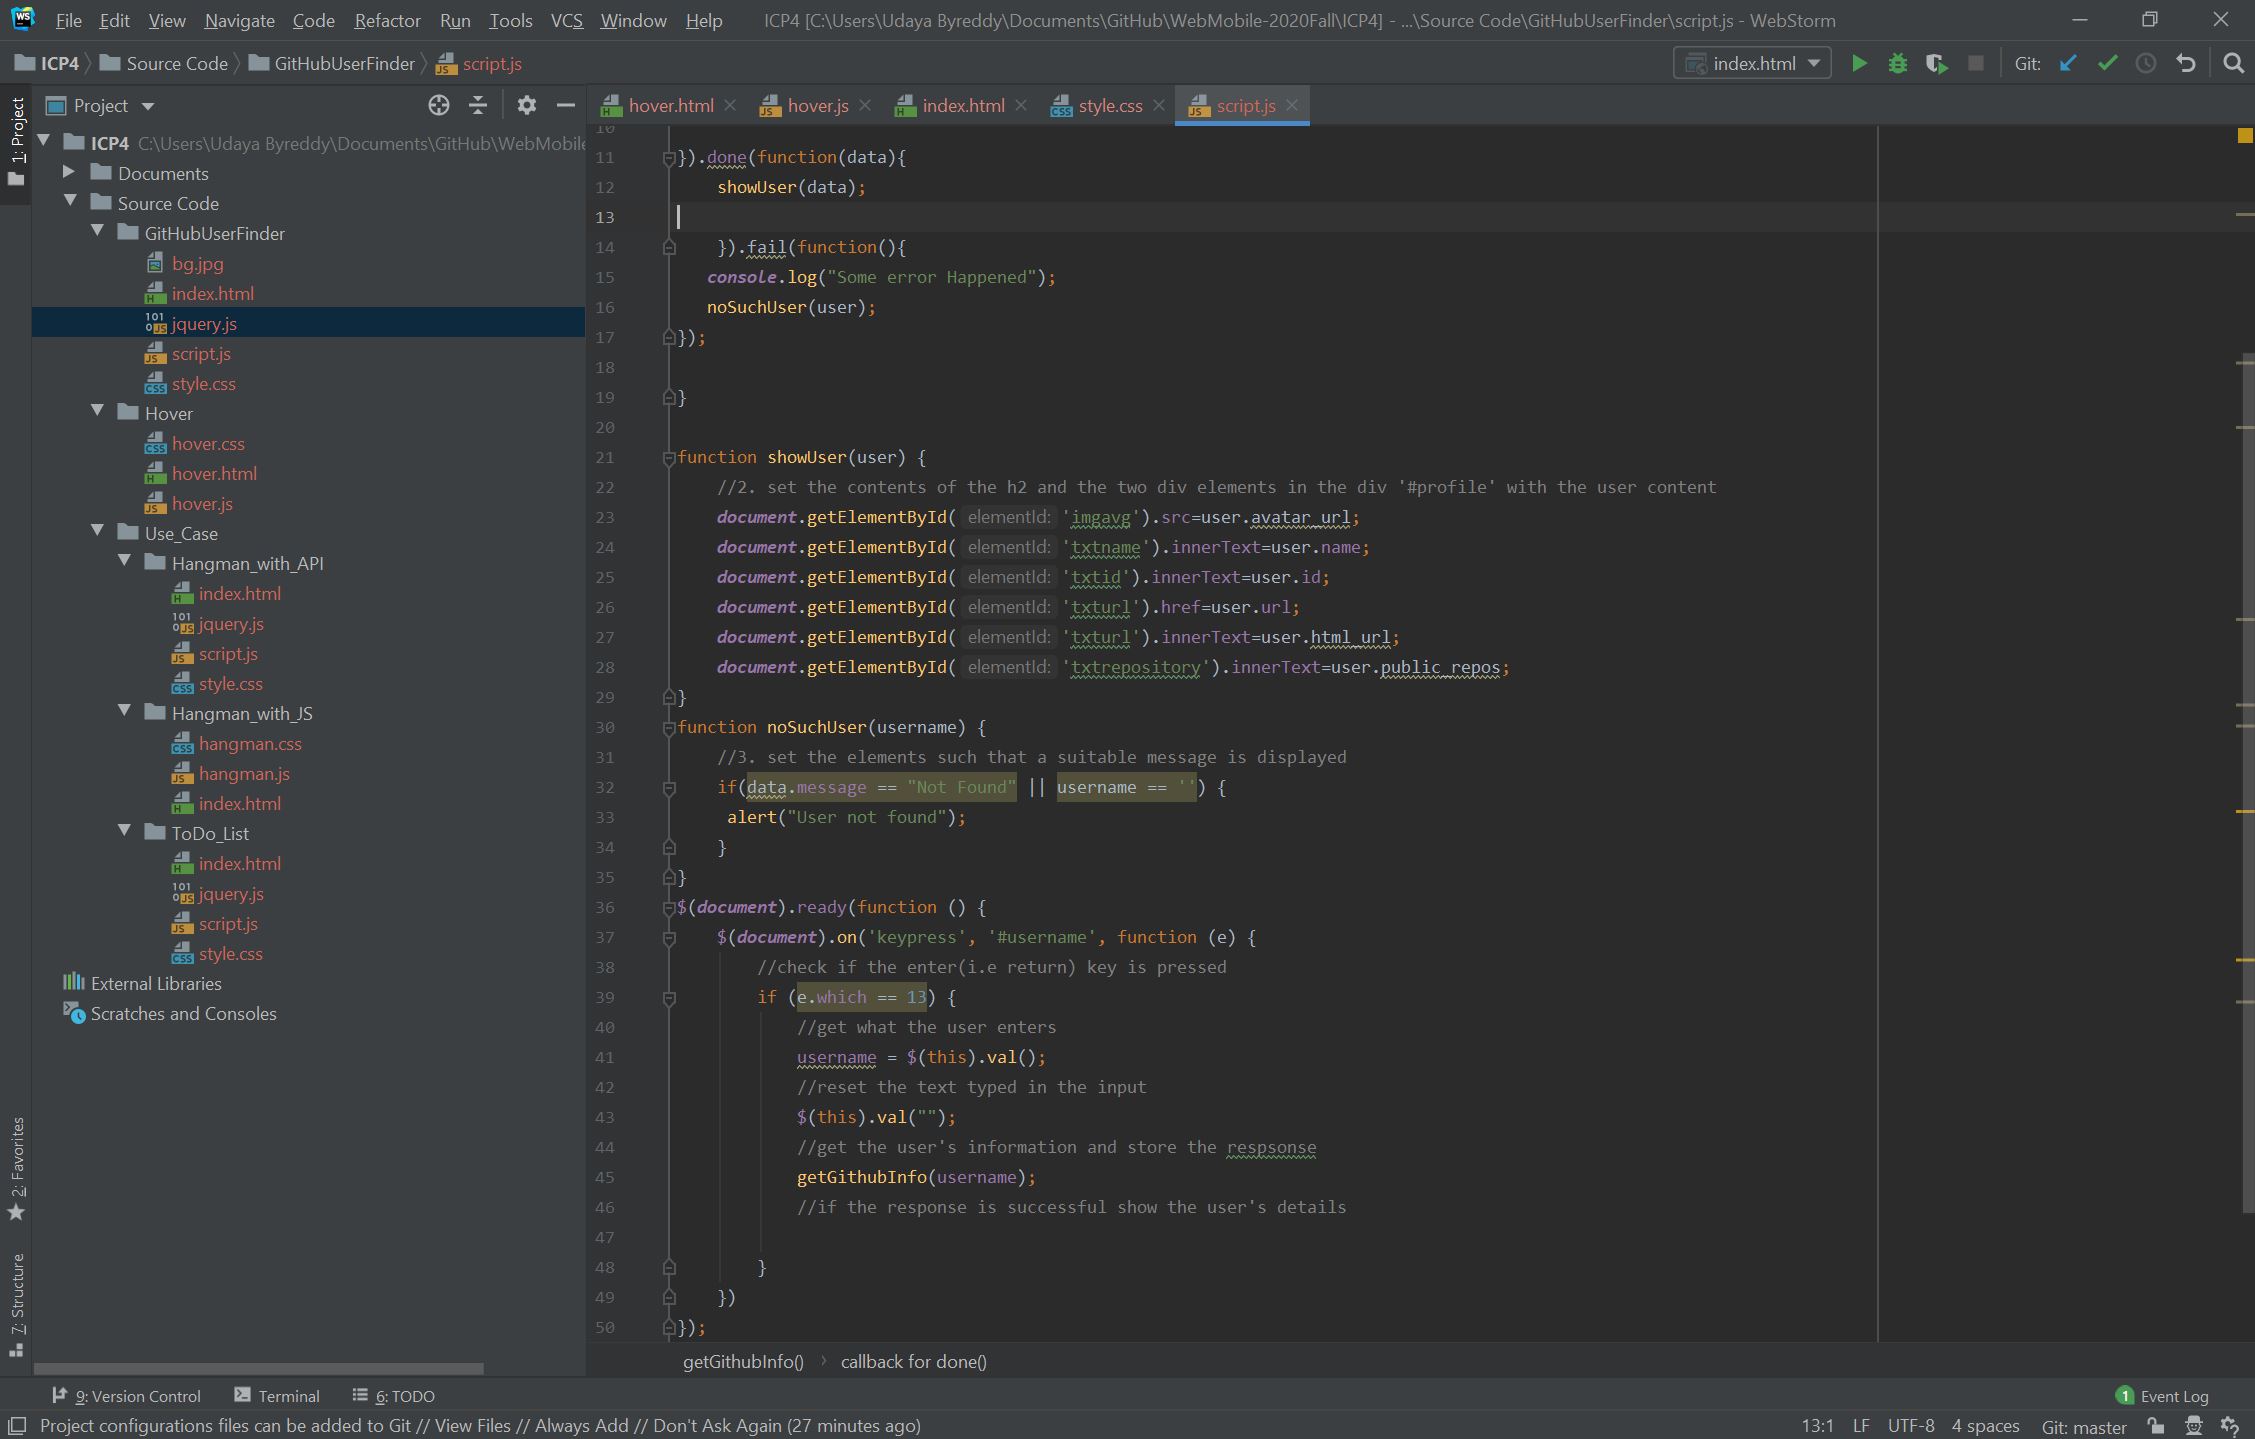 WS File Edit View Navigate Code Refactor Run Tools VCS Window Help ICP4 [C:\Users\Udaya Byreddy\Documents\GitHub\WebMobile-2020Fall\ICP4] - ...\Source Code\GitHubUserFinder\script.js - WebStorm
ICP4 Source Code GitHubUserFinder script.js index.html Git:
1: Project
2: Favorites
7: Structure
Project
ICP4 C:\Users\Udaya Byreddy\Documents\GitHub\WebMobile
Documents
Source Code
GitHubUserFinder
bg.jpg
index.html
jquery.js
script.js
style.css
Hover
hover.css
hover.html
hover.js
Use_Case
Hangman_with_API
index.html
jquery.js
script.js
style.css
Hangman_with_JS
hangman.css
hangman.js
index.html
ToDo_List
index.html
jquery.js
script.js
style.css
External Libraries
Scratches and Consoles
hover.html hover.js index.html style.css script.js
10
11 }).done(function(data){
12 showUser(data);
13
14 }).fail(function(){
15 console.log("Some error Happened");
16 noSuchUser(user);
17 });
18
19 }
20
21 function showUser(user) {
22 //2. set the contents of the h2 and the two div elements in the div '#profile' with the user content
23 document.getElementById( elementId: 'imgavg').src=user.avatar_url;
24 document.getElementById( elementId: 'txtname').innerText=user.name;
25 document.getElementById( elementId: 'txtid').innerText=user.id;
26 document.getElementById( elementId: 'txturl').href=user.url;
27 document.getElementById( elementId: 'txturl').innerText=user.html_url;
28 document.getElementById( elementId: 'txtrepository').innerText=user.public_repos;
29 }
30 function noSuchUser(username) {
31 //3. set the elements such that a suitable message is displayed
32 if(data.message == "Not Found" || username == '') {
33 alert("User not found");
34 }
35 }
36 $(document).ready(function () {
37 $(document).on('keypress', '#username', function (e) {
38 //check if the enter(i.e return) key is pressed
39 if (e.which == 13) {
40 //get what the user enters
41 username = $(this).val();
42 //reset the text typed in the input
43 $(this).val("");
44 //get the user's information and store the respsonse
45 getGithubInfo(username);
46 //if the response is successful show the user's details
47
48 }
49 })
50 });
getGithubInfo() callback for done()
9: Version Control Terminal 6: TODO 1 Event Log
Project configurations files can be added to Git // View Files // Always Add // Don't Ask Again (27 minutes ago) 13:1 LF UTF-8 4 spaces Git: master